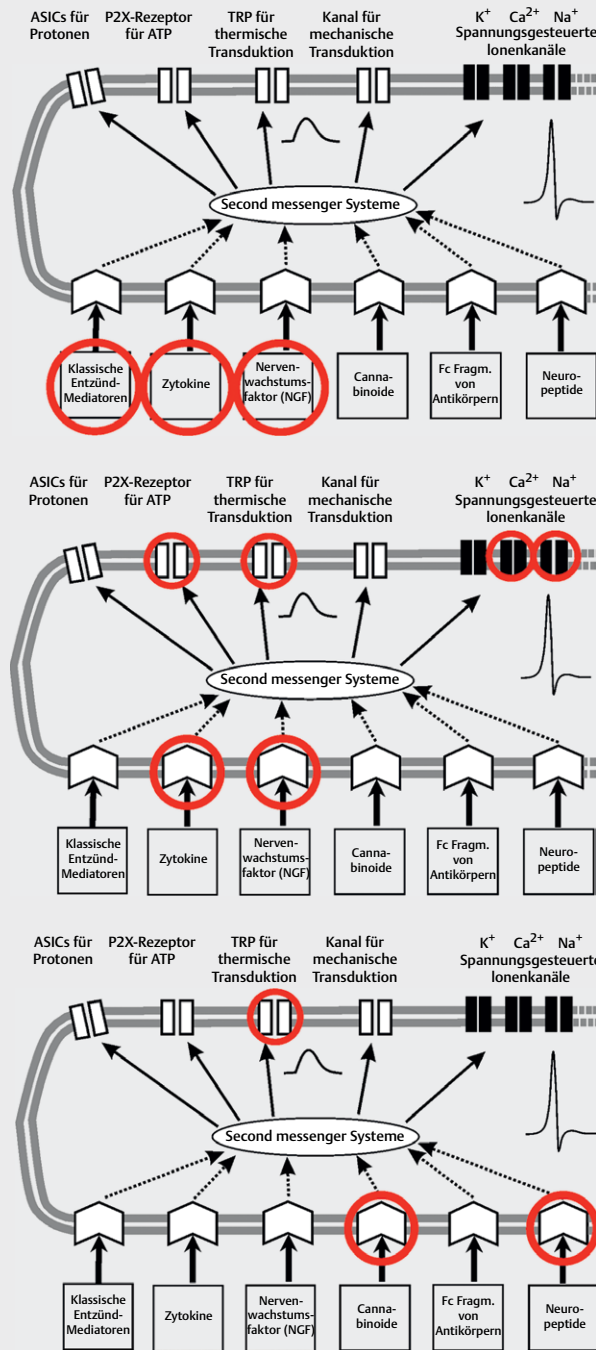 ASICs für Protonen
P2X-Rezeptor für ATP
TRP für thermische Transduktion
Kanal für mechanische Transduktion
K⁺ Ca²⁺ Na⁺
Spannungsgesteuerte
Ionenkanäle
Second messenger Systeme
Klassische
Entzünd-
Mediatoren
Zytokine
Nerven-
wachstums-
faktor (NGF)
Canna-
binoide
Fc Fragm.
von
Antikörpern
Neuro-
peptide
ASICs für Protonen
P2X-Rezeptor für ATP
TRP für thermische Transduktion
Kanal für mechanische Transduktion
K⁺ Ca²⁺ Na⁺
Spannungsgesteuerte
Ionenkanäle
Second messenger Systeme
Klassische
Entzünd-
Mediatoren
Zytokine
Nerven-
wachstums-
faktor (NGF)
Canna-
binoide
Fc Fragm.
von
Antikörpern
Neuro-
peptide
ASICs für Protonen
P2X-Rezeptor für ATP
TRP für thermische Transduktion
Kanal für mechanische Transduktion
K⁺ Ca²⁺ Na⁺
Spannungsgesteuerte
Ionenkanäle
Second messenger Systeme
Klassische
Entzünd-
Mediatoren
Zytokine
Nerven-
wachstums-
faktor (NGF)
Canna-
binoide
Fc Fragm.
von
Antikörpern
Neuro-
peptide